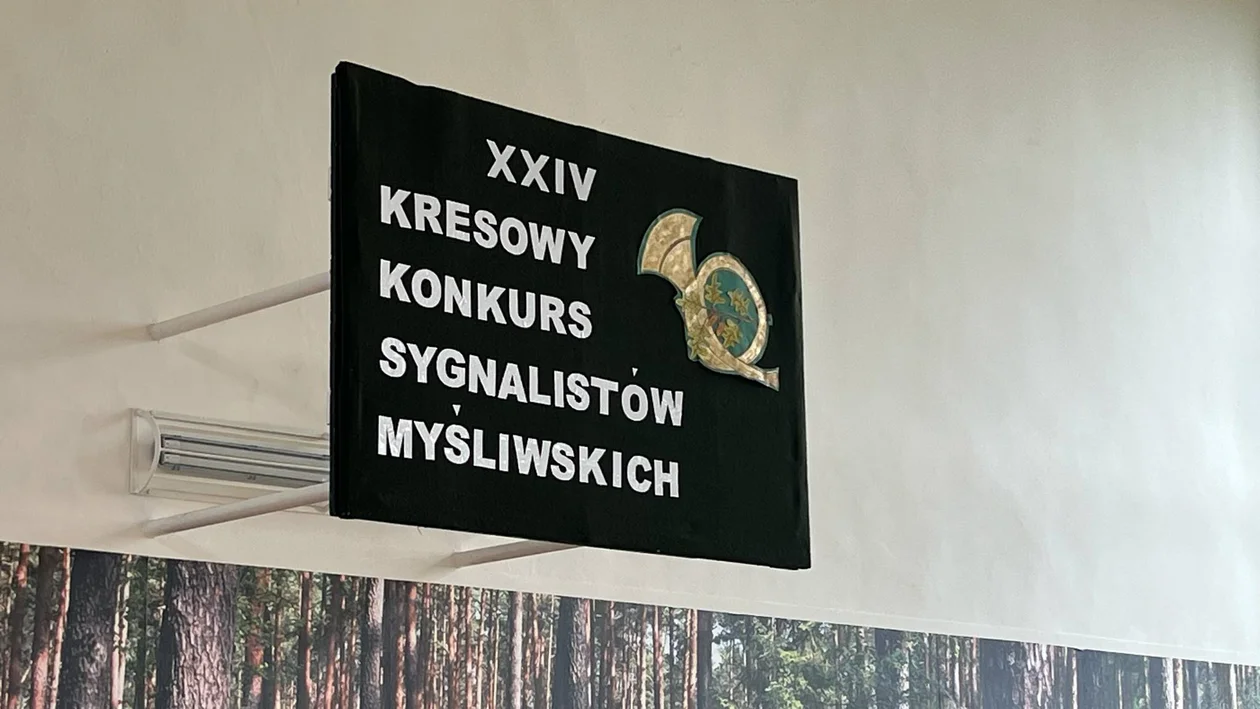 XXIV
KRESOWY
KONKURS
SYGNALISTÓW
MYŚLIWSKICH